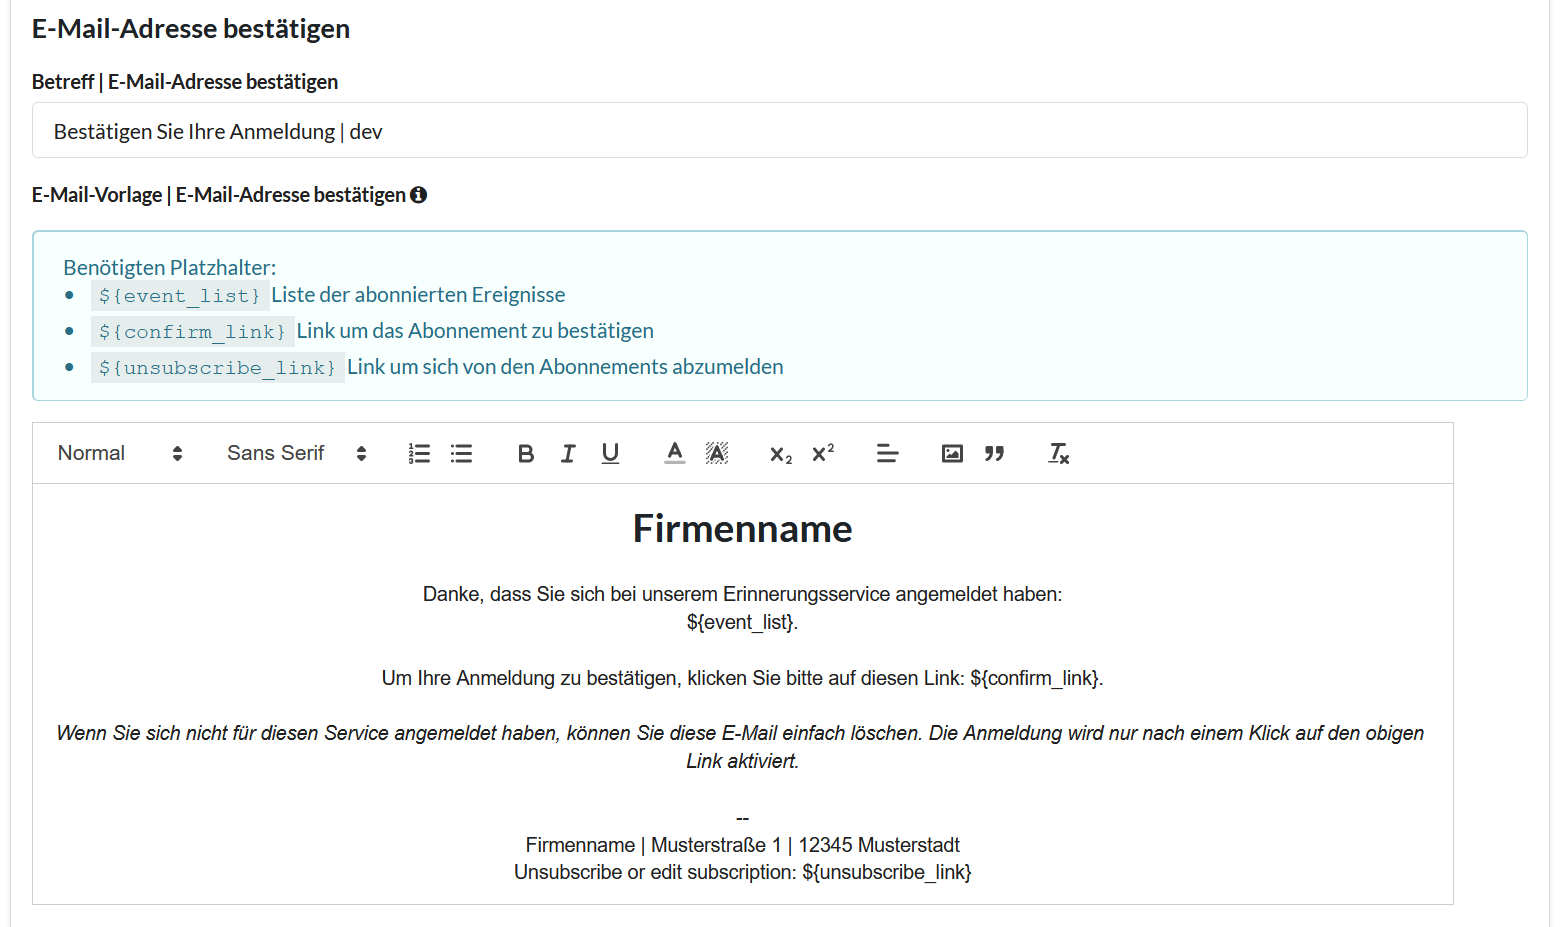 E-Mail-Adresse bestätigen
Betreff | E-Mail-Adresse bestätigen
Bestätigen Sie Ihre Anmeldung | dev
E-Mail-Vorlage | E-Mail-Adresse bestätigen
Benötigten Platzhalter:
${event_list} Liste der abonnierten Ereignisse
${confirm_link} Link um das Abonnement zu bestätigen
${unsubscribe_link} Link um sich von den Abonnements abzumelden
Normal Sans Serif
Firmenname
Danke, dass Sie sich bei unserem Erinnerungsservice angemeldet haben:
${event_list}.
Um Ihre Anmeldung zu bestätigen, klicken Sie bitte auf diesen Link: ${confirm_link}.
Wenn Sie sich nicht für diesen Service angemeldet haben, können Sie diese E-Mail einfach löschen. Die Anmeldung wird nur nach einem Klick auf den obigen
Link aktiviert.
--
Firmenname | Musterstraße 1 | 12345 Musterstadt
Unsubscribe or edit subscription: ${unsubscribe_link}